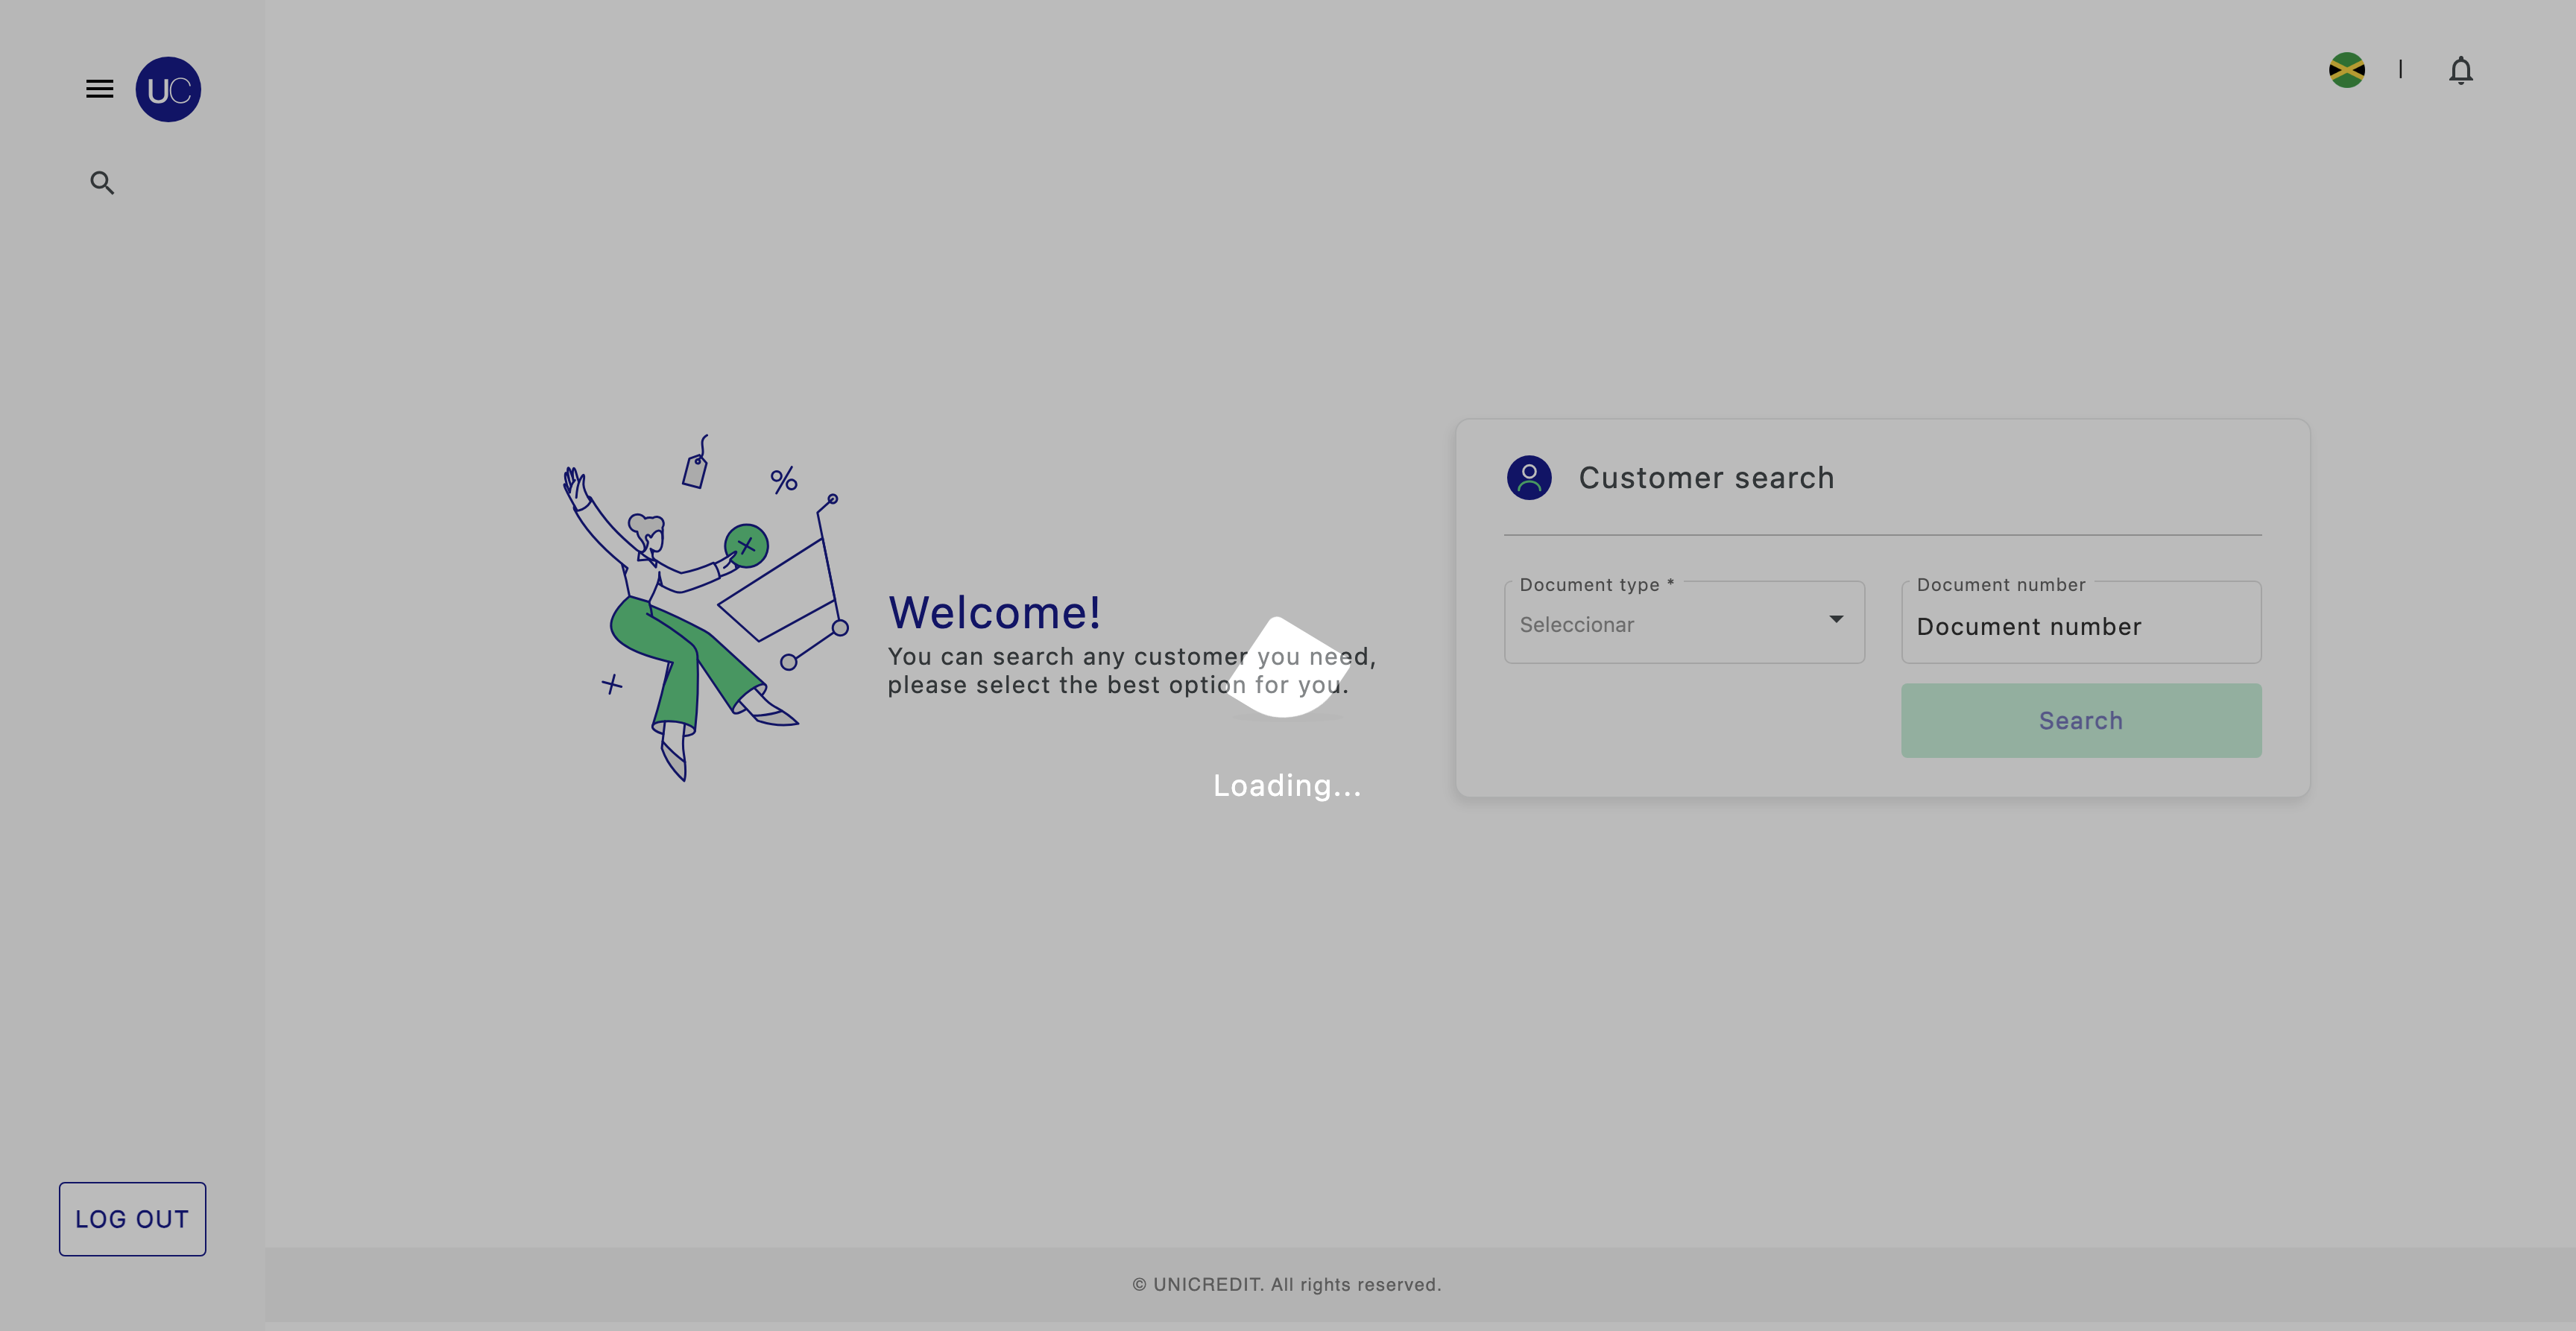 UC
Welcome!
You can search any customer you need,
please select the best option for you.
Loading...
Customer search
Document type *
Seleccionar
Document number
Document number
Search
LOG OUT
© UNICREDIT. All rights reserved.